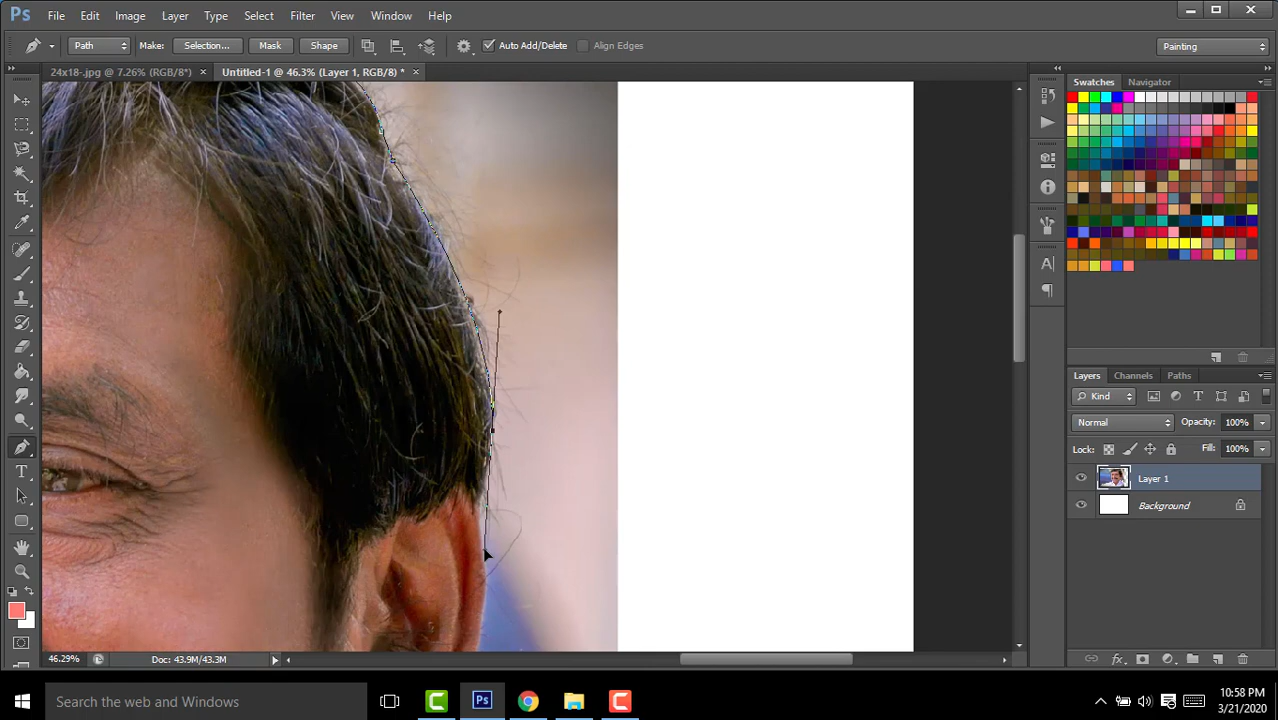 Ps File Edit Image Layer Type Select Filter View Window Help
Path Make: Selection... Mask Shape Auto Add/Delete Align Edges Painting
24x18-.jpg @ 7.26% (RGB/8*) × Untitled-1 @ 46.3% (Layer 1, RGB/8) * ×
Swatches Navigator
Layers Channels Paths
Kind
Normal Opacity: 100%
Lock: Fill: 100%
Layer 1
Background
46.29% Doc: 43.9M/43.3M
Search the web and Windows
10:58 PM
3/21/2020